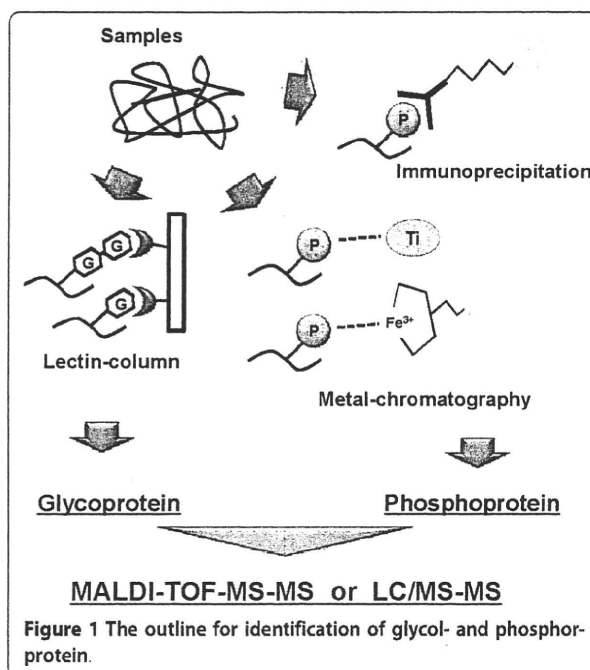 Samples
P
Immunoprecipitation
G G
G
P Ti
P Fe³⁺
Lectin-column
Metal-chromatography
Glycoprotein Phosphoprotein
MALDI-TOF-MS-MS or LC/MS-MS
Figure 1 The outline for identification of glycol- and phosphor-
protein.